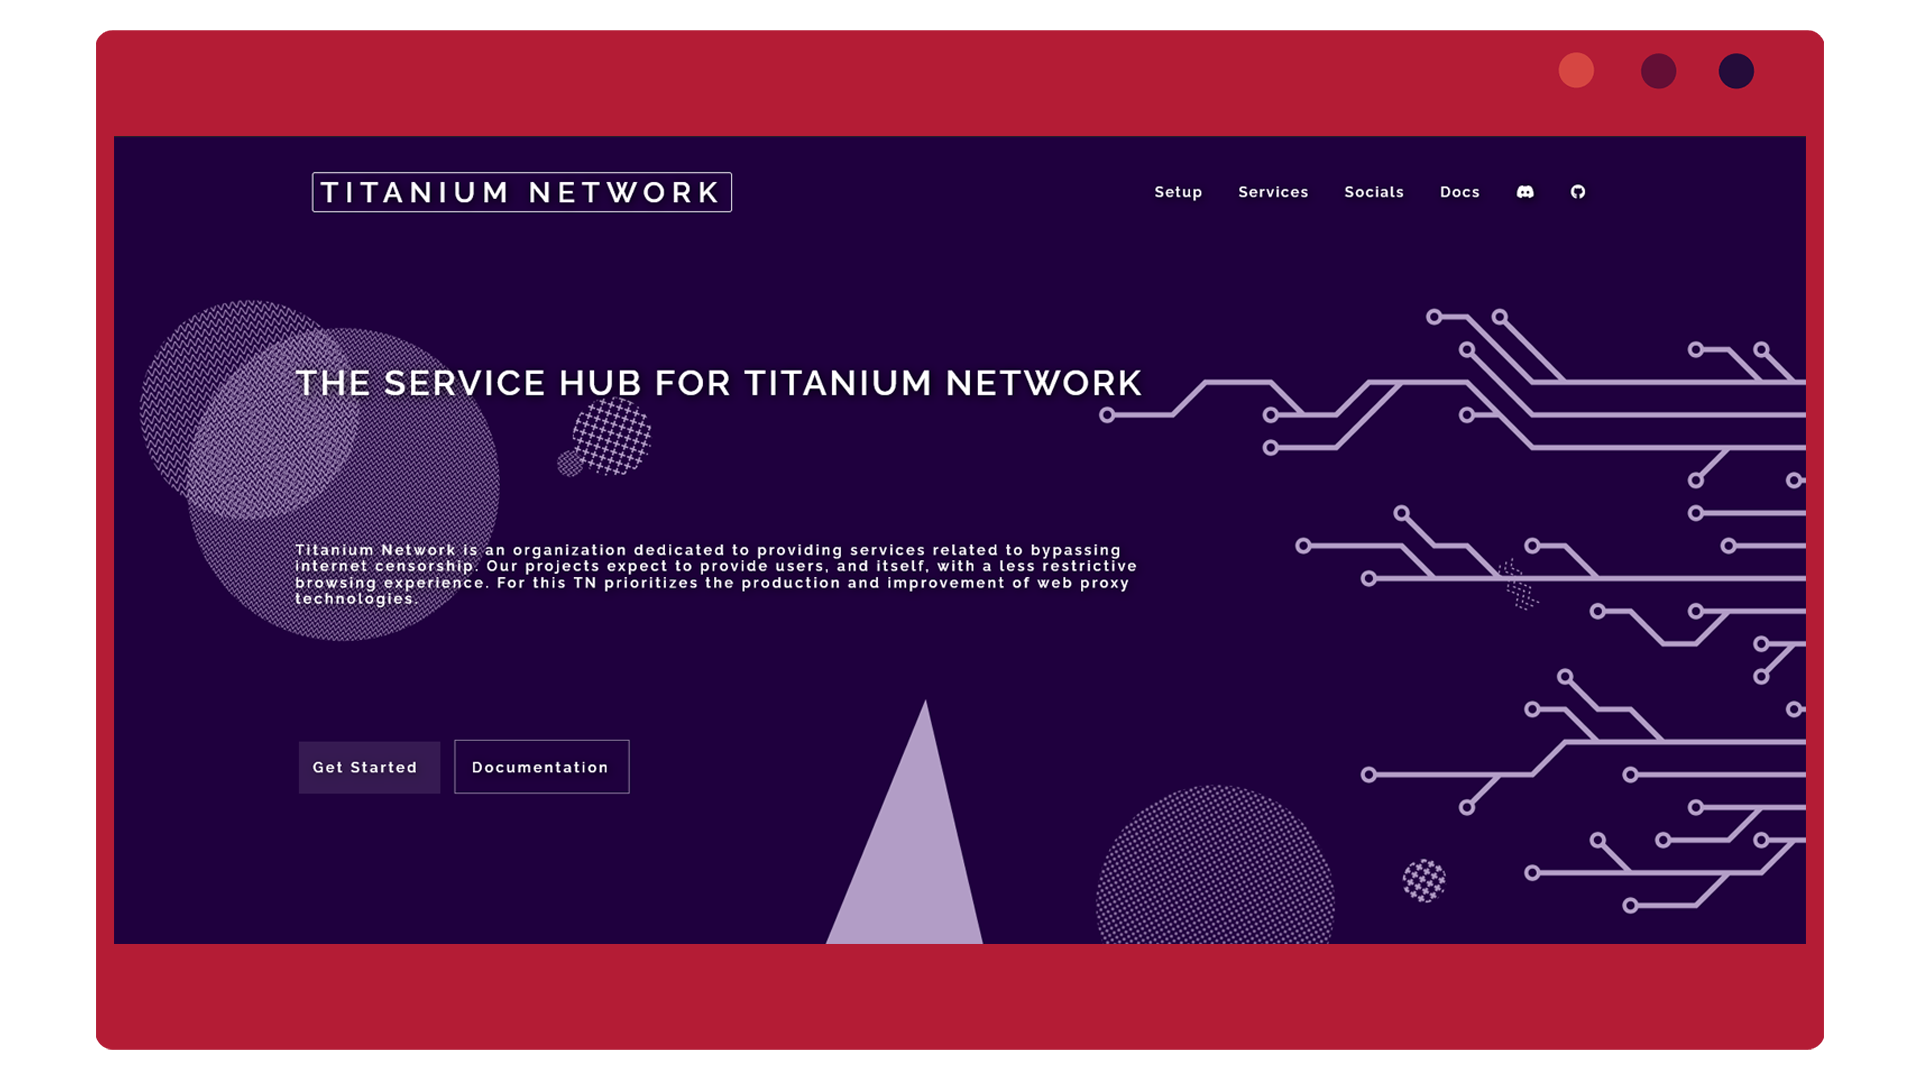 TITANIUM NETWORK
Setup Services Socials Docs
THE SERVICE HUB FOR TITANIUM NETWORK
Titanium Network is an organization dedicated to providing services related to bypassing
internet censorship. Our projects expect to provide users, and itself, with a less restrictive
browsing experience. For this TN prioritizes the production and improvement of web proxy
technologies.
Get Started
Documentation